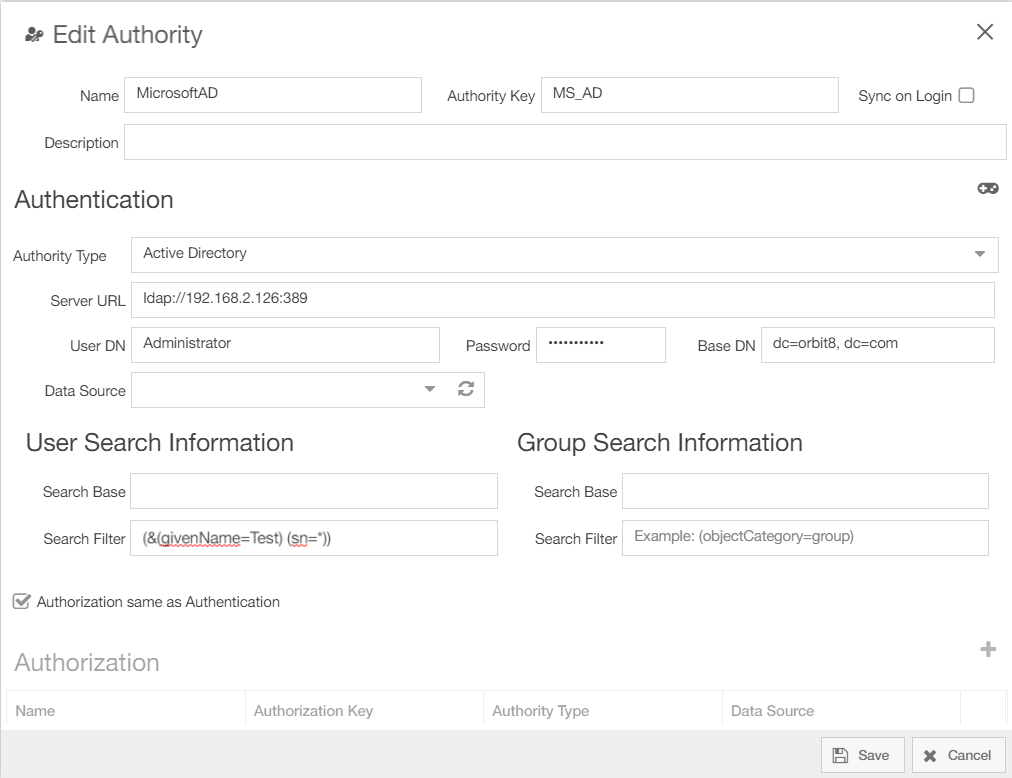 Edit Authority
Name MicrosoftAD Authority Key MS_AD Sync on Login
Description
Authentication
Authority Type Active Directory
Server URL ldap://192.168.2.126:389
User DN Administrator Password ••••••••••• Base DN dc=orbit8, dc=com
Data Source
User Search Information Group Search Information
Search Base Search Base
Search Filter (&(givenName=Test) (sn=*)) Search Filter Example: (objectCategory=group)
Authorization same as Authentication
Authorization
Name Authorization Key Authority Type Data Source
Save Cancel